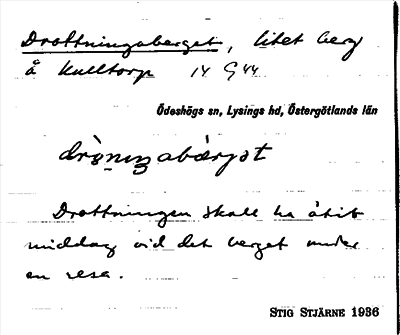 Drottningaberget, litet berg
å Kulltorp 14 G 44
Ödeshögs sn, Lysings hd, Östergötlands län
Drottningen skall ha ätit
middag vid det berget under
en resa.
STIG STJÄRNE 1936